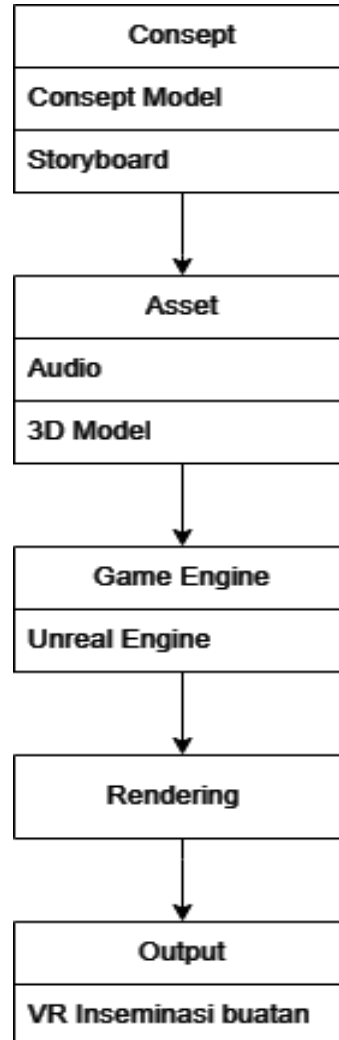 Consept
Consept Model
Storyboard
Asset
Audio
3D Model
Game Engine
Unreal Engine
Rendering
Output
VR Inseminasi buatan